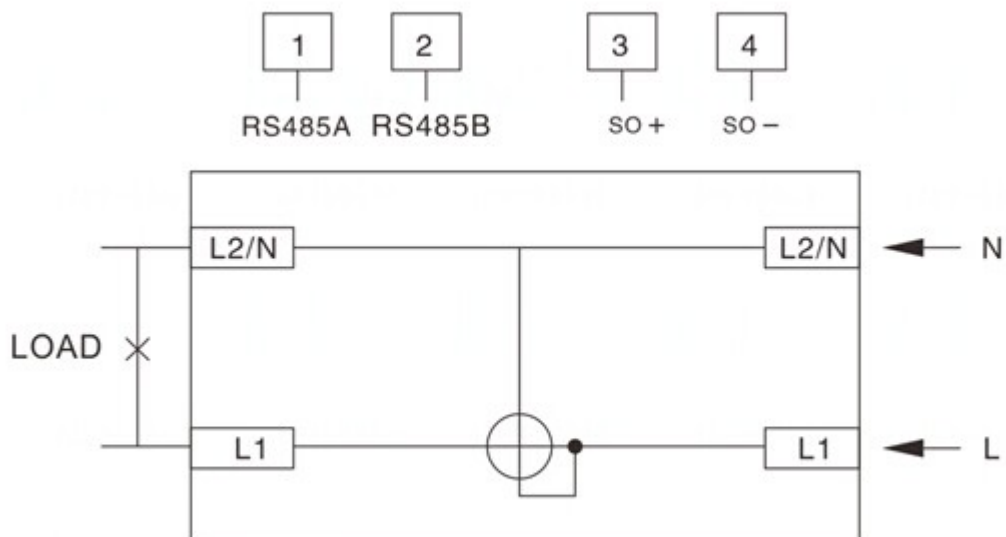 1 2 3 4
RS485A RS485B SO + SO −
L2/N L2/N N
LOAD
L1 L1 L